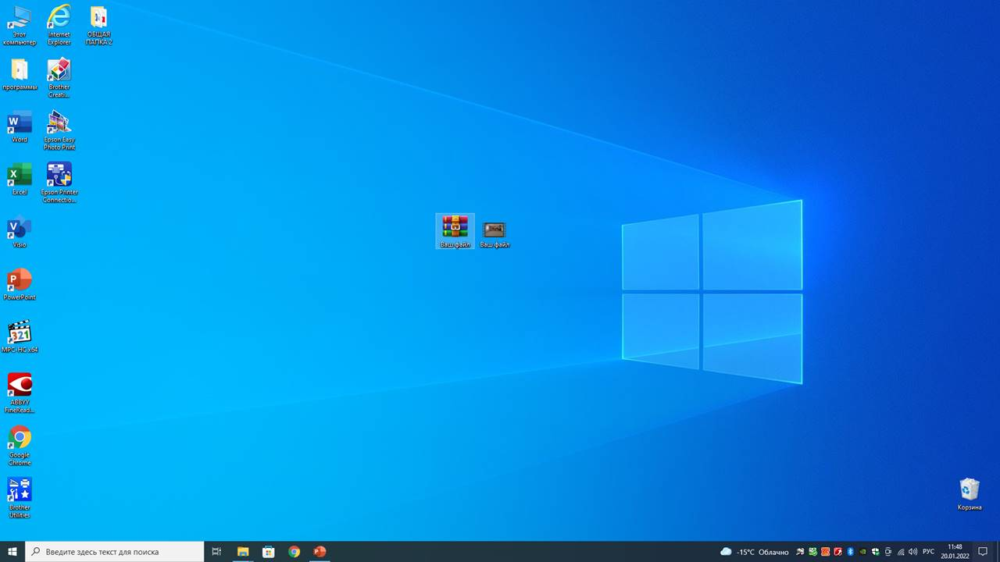 Этот
компьютер
Internet
Explorer
ОБЩАЯ
ПАПКА 2
программы
Brother
Creati...
Word
Epson Easy
Photo Print
Excel
Epson Printer
Connectio...
Visio
Ваш файл
Ваш файл
PowerPoint
MPC-HC x64
ABBYY
FineRead...
Google
Chrome
Brother
Utilities
Корзина
Введите здесь текст для поиска
-15°C Облачно
РУС
11:48
20.01.2022